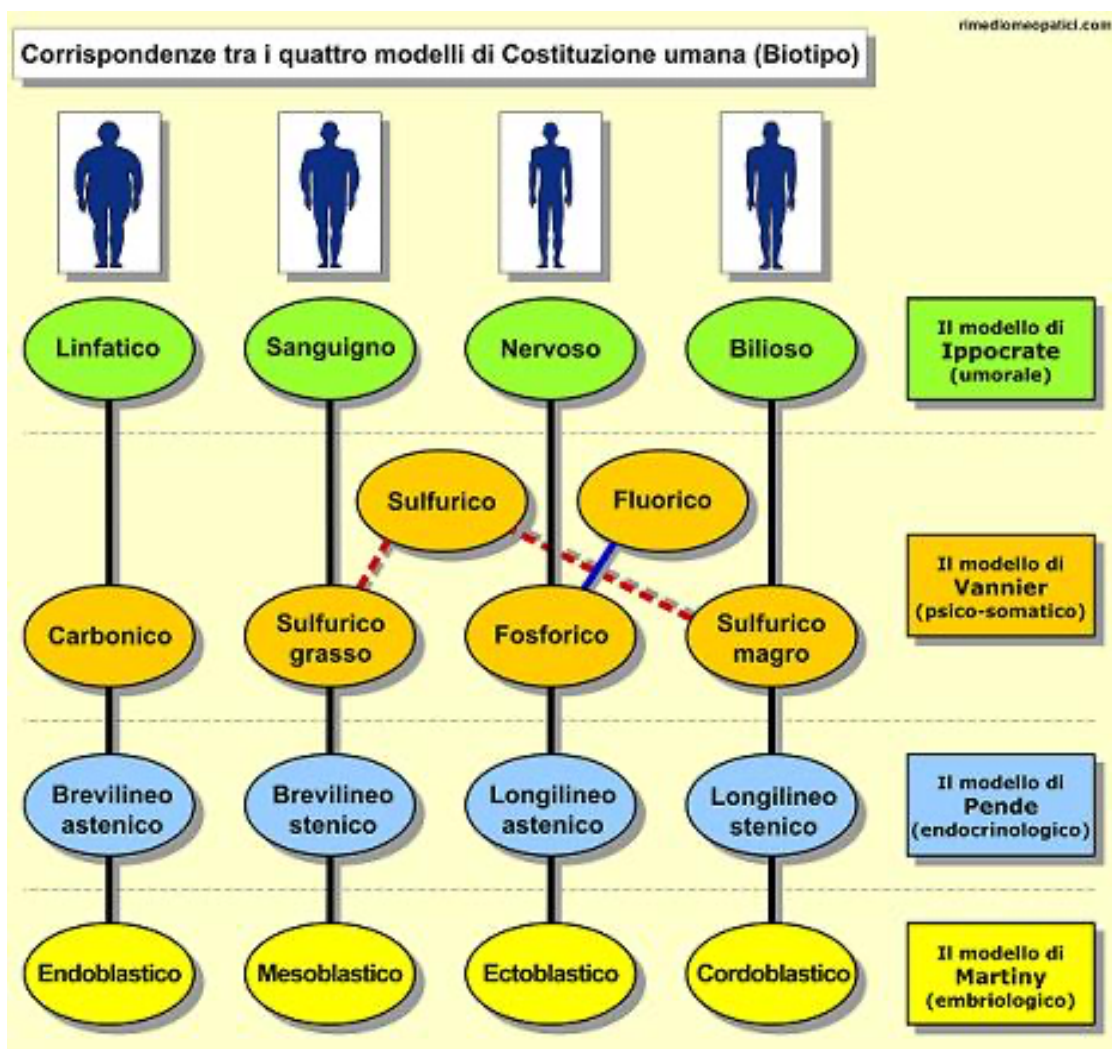 rimediomeopatici.com
Corrispondenze tra i quattro modelli di Costituzione umana (Biotipo)
Linfatico
Sanguigno
Nervoso
Bilioso
Il modello di
Ippocrate
(umorale)
Sulfurico
Fluorico
Carbonico
Sulfurico
grasso
Fosforico
Sulfurico
magro
Il modello di
Vannier
(psico-somatico)
Brevilineo
astenico
Brevilineo
stenico
Longilineo
astenico
Longilineo
stenico
Il modello di
Pende
(endocrinologico)
Endoblastico
Mesoblastico
Ectoblastico
Cordoblastico
Il modello di
Martiny
(embriologico)